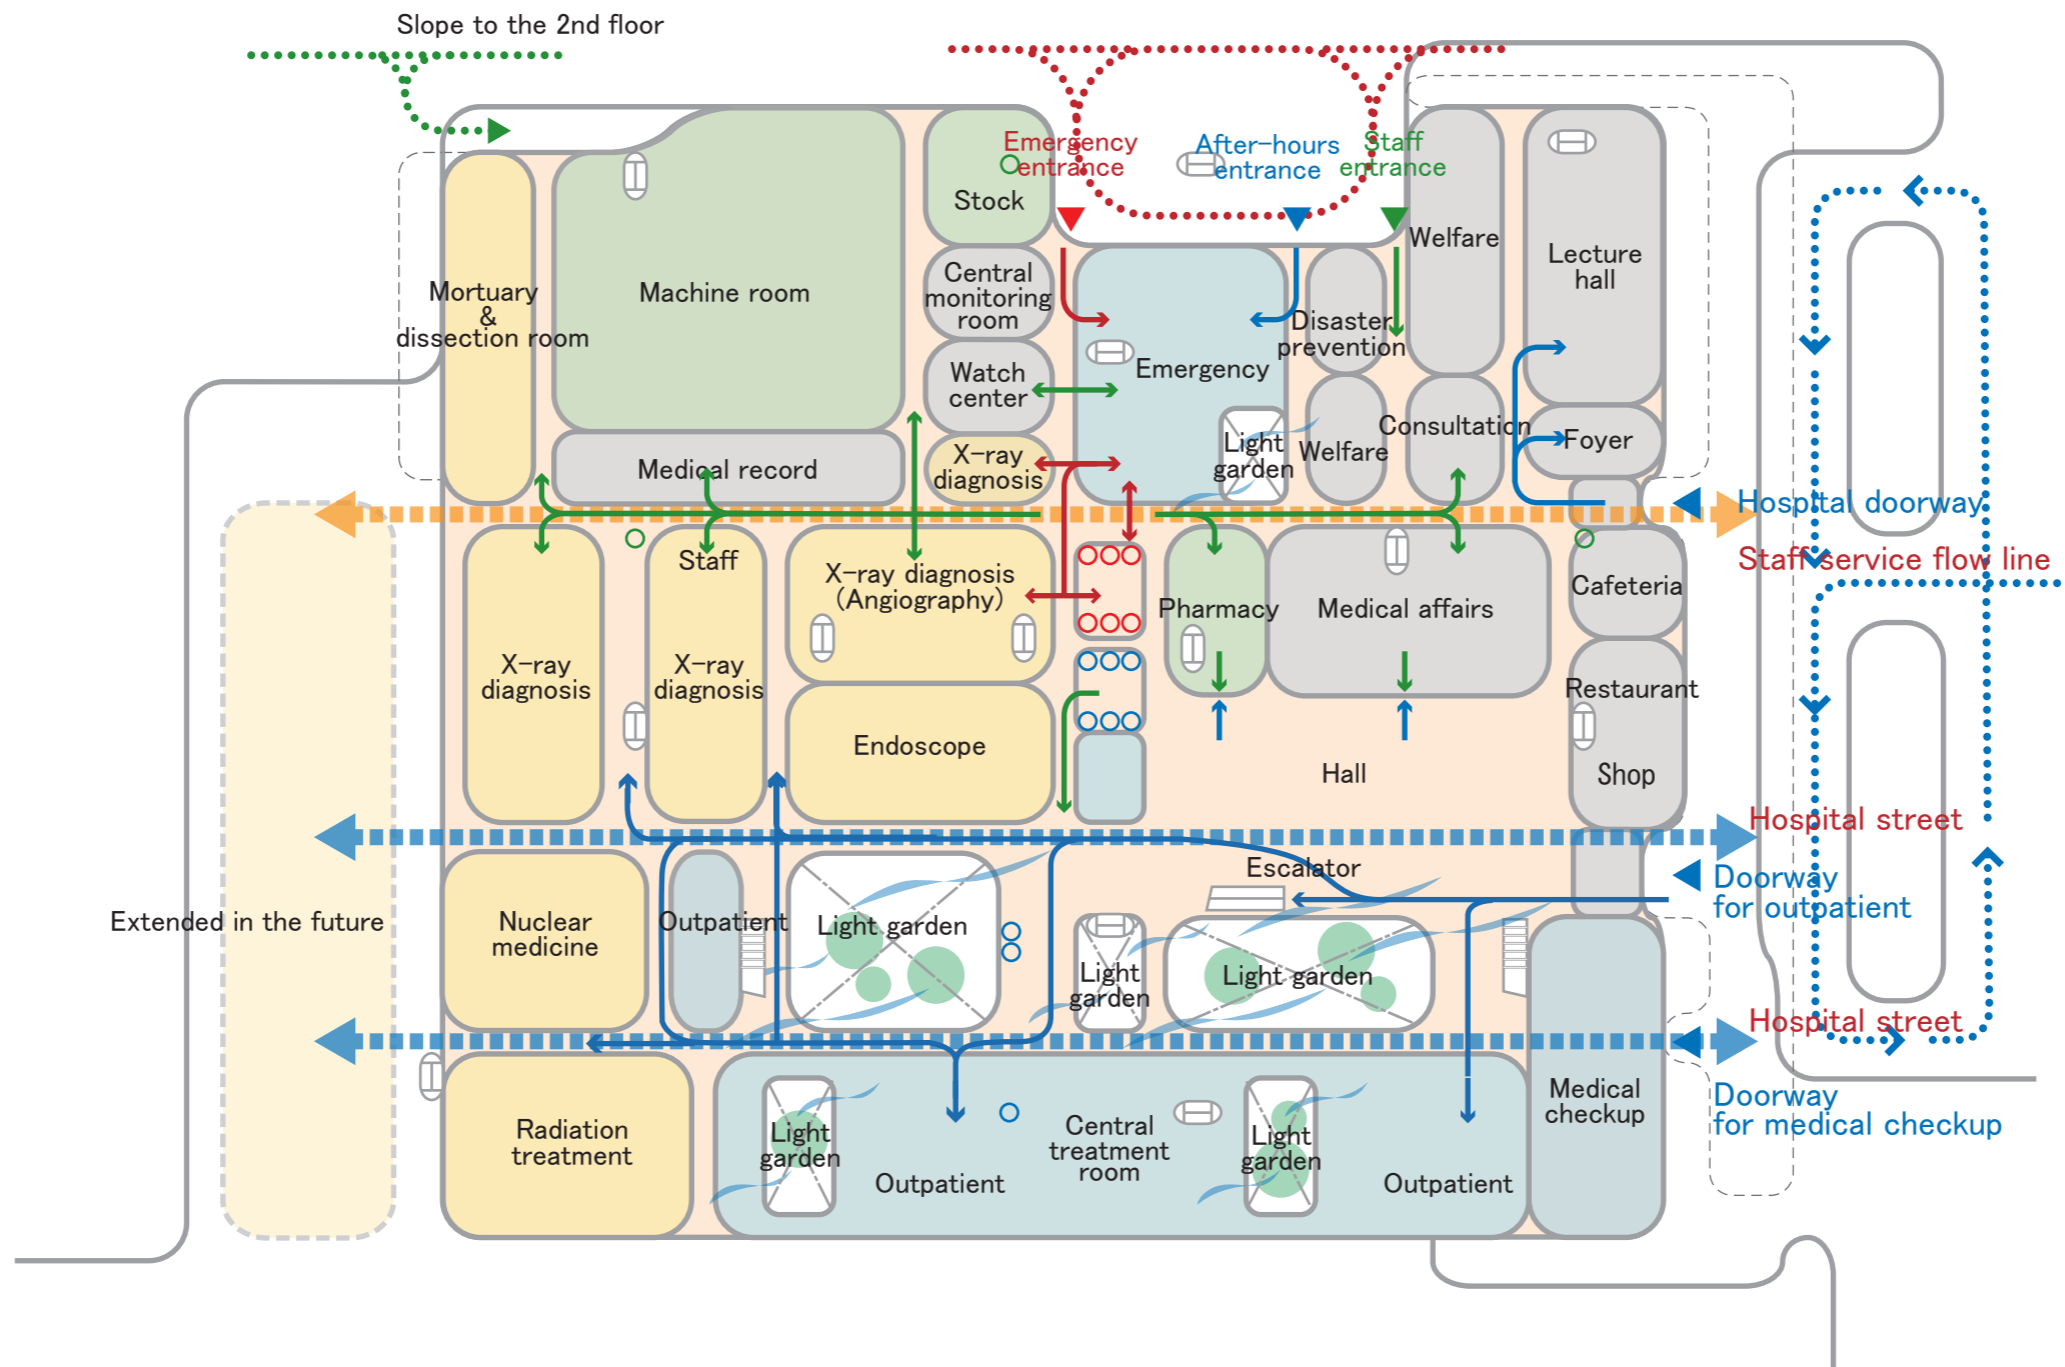 Slope to the 2nd floor
Emergency
entrance
After-hours
entrance
Staff
entrance
Stock
Welfare
Lecture
hall
Mortuary
&
dissection room
Machine room
Central
monitoring
room
Disaster
prevention
Watch
center
Emergency
Light
garden
Welfare
Consultation
Foyer
Medical record
X-ray
diagnosis
Hospital doorway
Staff service flow line
Staff
X-ray diagnosis
(Angiography)
Pharmacy
Medical affairs
Cafeteria
X-ray
diagnosis
X-ray
diagnosis
Restaurant
Endoscope
Hall
Shop
Hospital street
Escalator
Doorway
for outpatient
Extended in the future
Nuclear
medicine
Outpatient
Light garden
Light
garden
Light garden
Hospital street
Doorway
for medical checkup
Medical
checkup
Radiation
treatment
Light
garden
Outpatient
Central
treatment
room
Light
garden
Outpatient